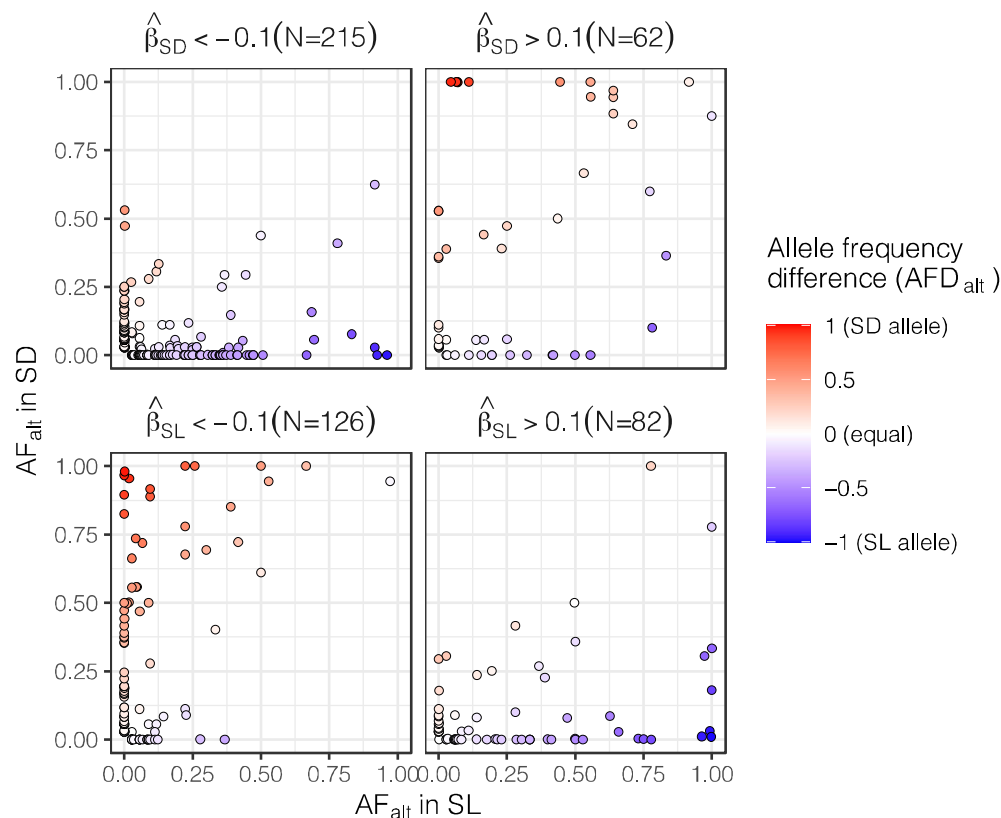 β̂SD < −0.1(N=215)
β̂SD > 0.1(N=62)
1.00
0.75
0.50
0.25
0.00
β̂SL < −0.1(N=126)
β̂SL > 0.1(N=82)
1.00
0.75
0.50
0.25
0.00
0.00 0.25 0.50 0.75 1.00
0.00 0.25 0.50 0.75 1.00
AFalt in SD
AFalt in SL
Allele frequency
difference (AFDalt)
1 (SD allele)
0.5
0 (equal)
−0.5
−1 (SL allele)